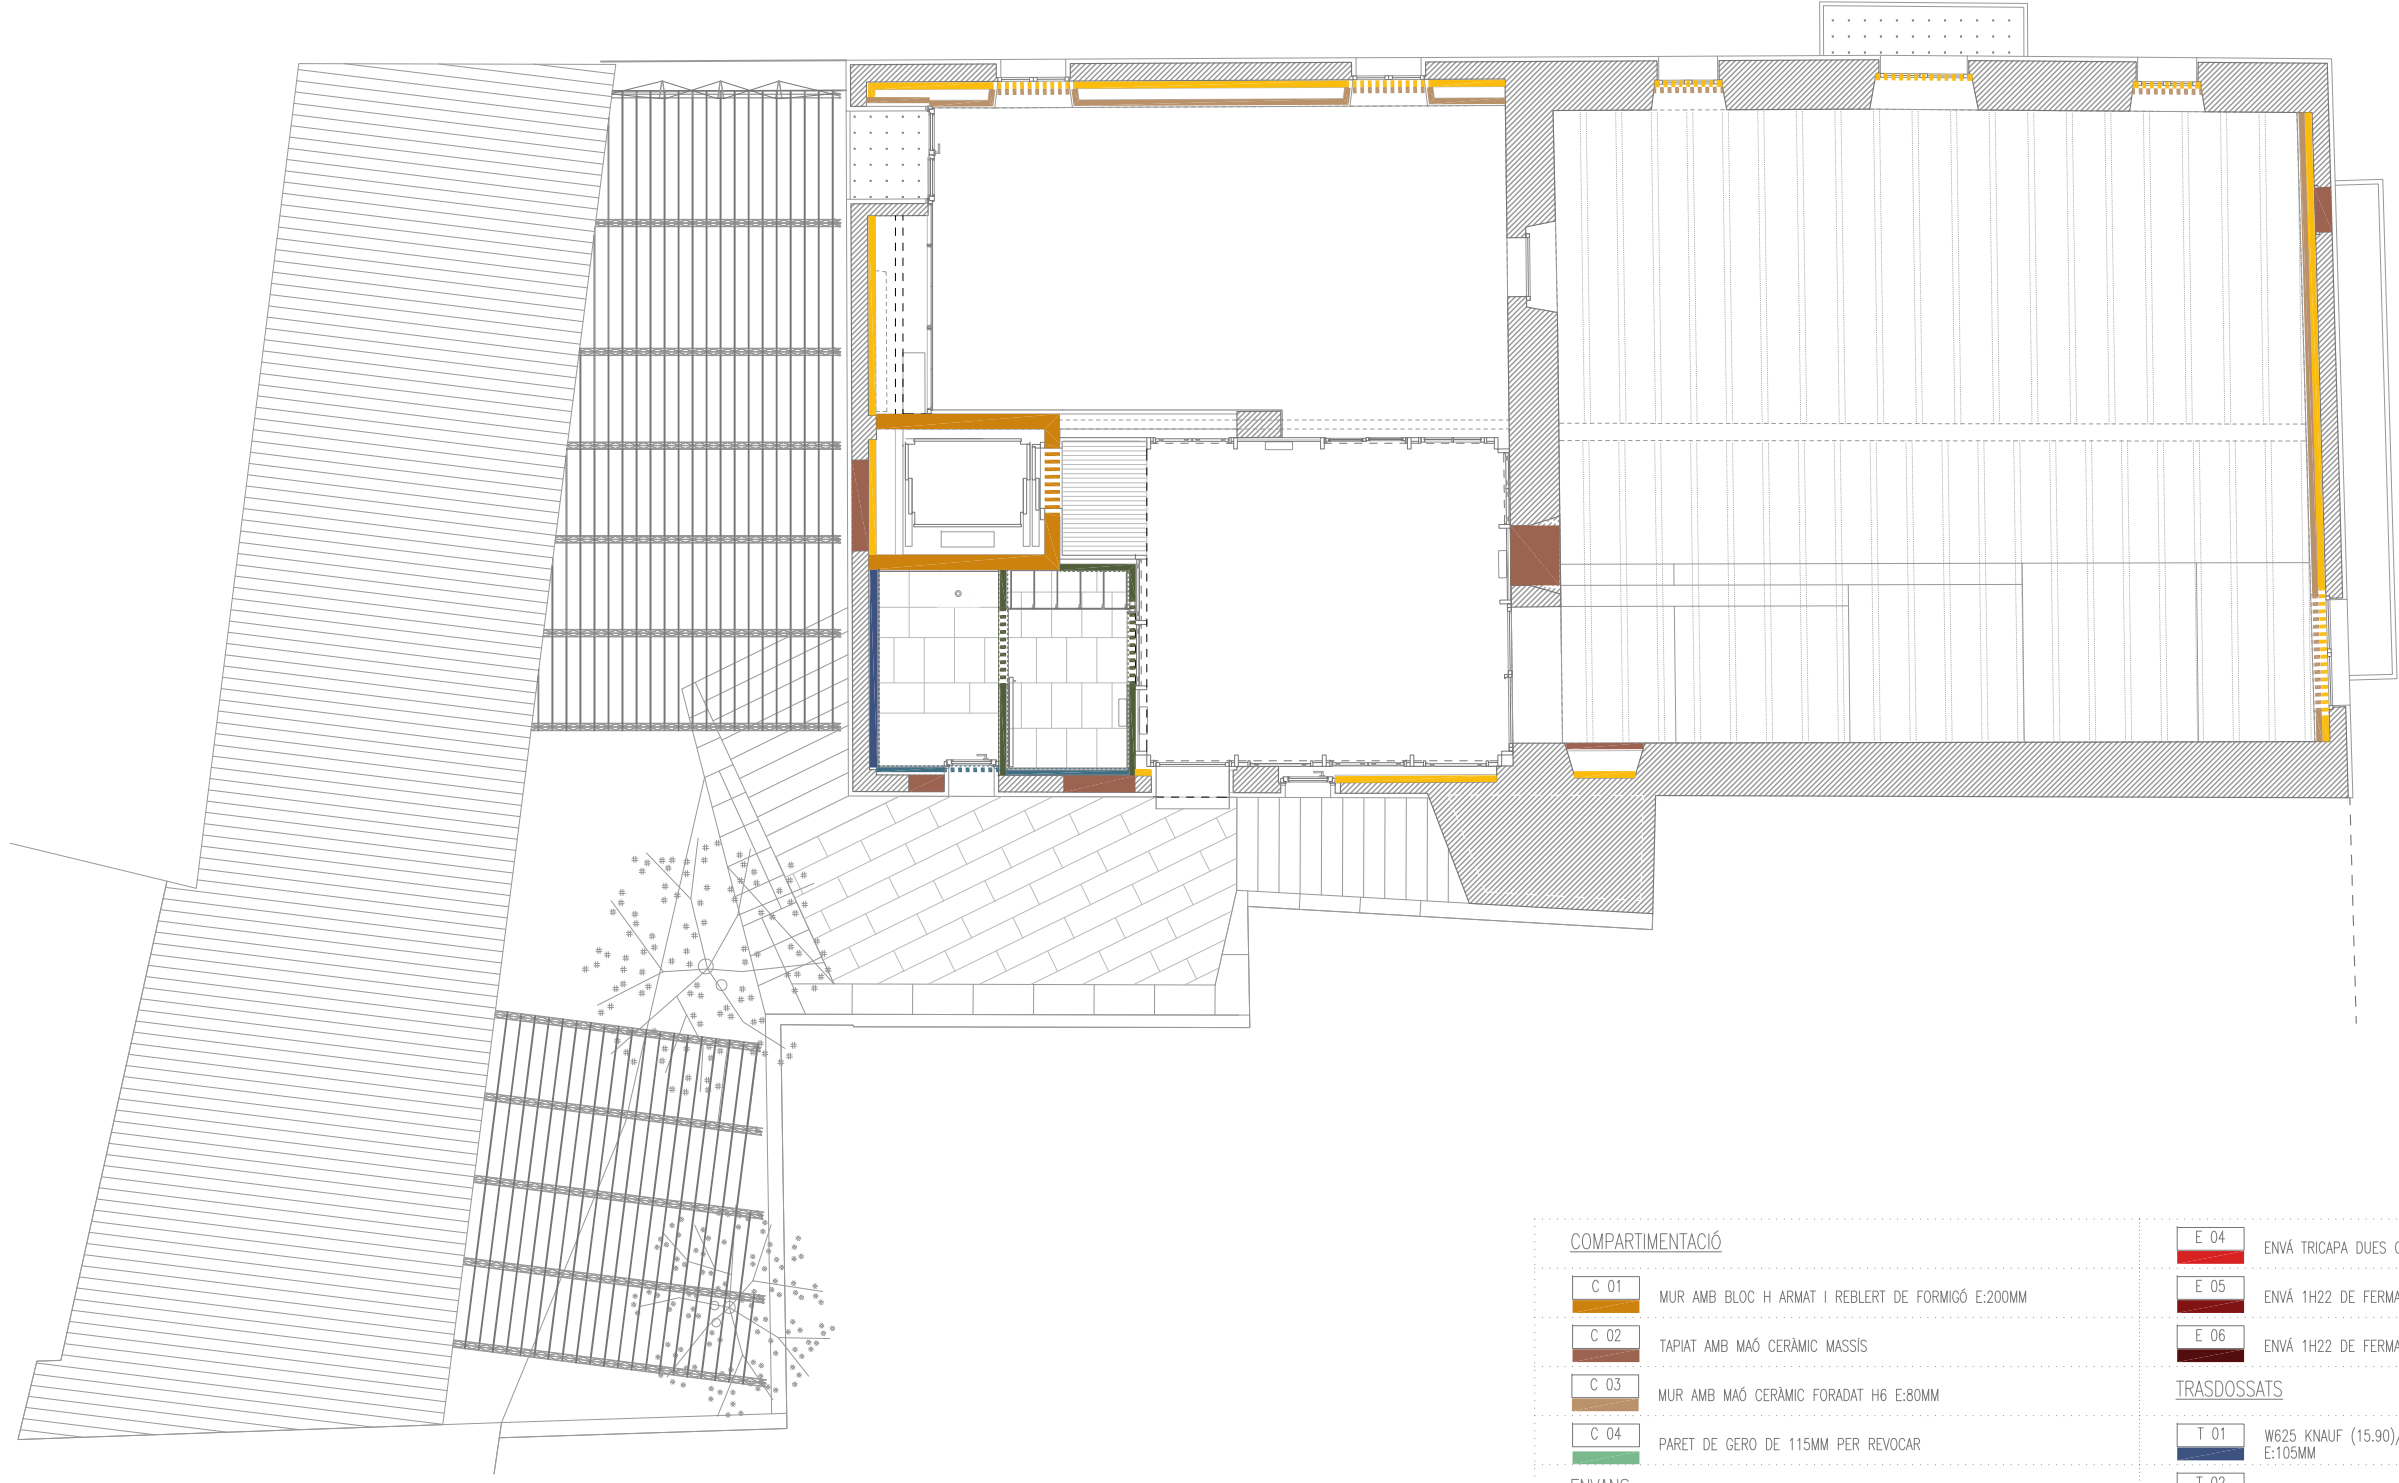 COMPARTIMENTACIÓ
C 01
MUR AMB BLOC H ARMAT I REBLERT DE FORMIGÓ E:200MM
C 02
TAPIAT AMB MAÓ CERÀMIC MASSÍS
C 03
MUR AMB MAÓ CERÀMIC FORADAT H6 E:80MM
C 04
PARET DE GERO DE 115MM PER REVOCAR
E 04
ENVÁ TRICAPA DUES
E 05
ENVÁ 1H22 DE FERMA
E 06
ENVÁ 1H22 DE FERMA
TRASDOSSATS
T 01
W625 KNAUF (15.90)/
E:105MM